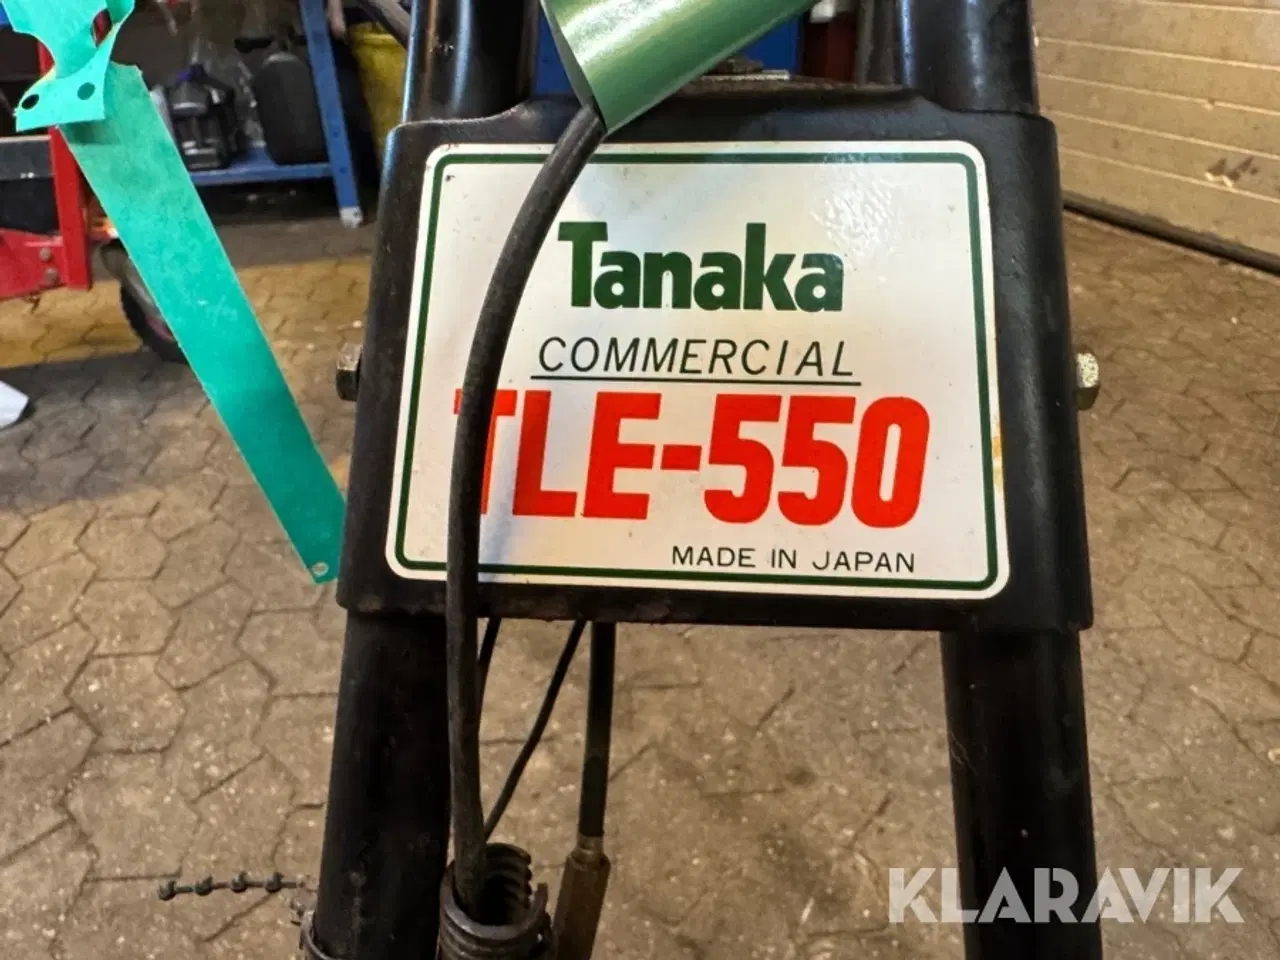 Tanaka
COMMERCIAL
TLE-550
MADE IN JAPAN
KLARAVIK